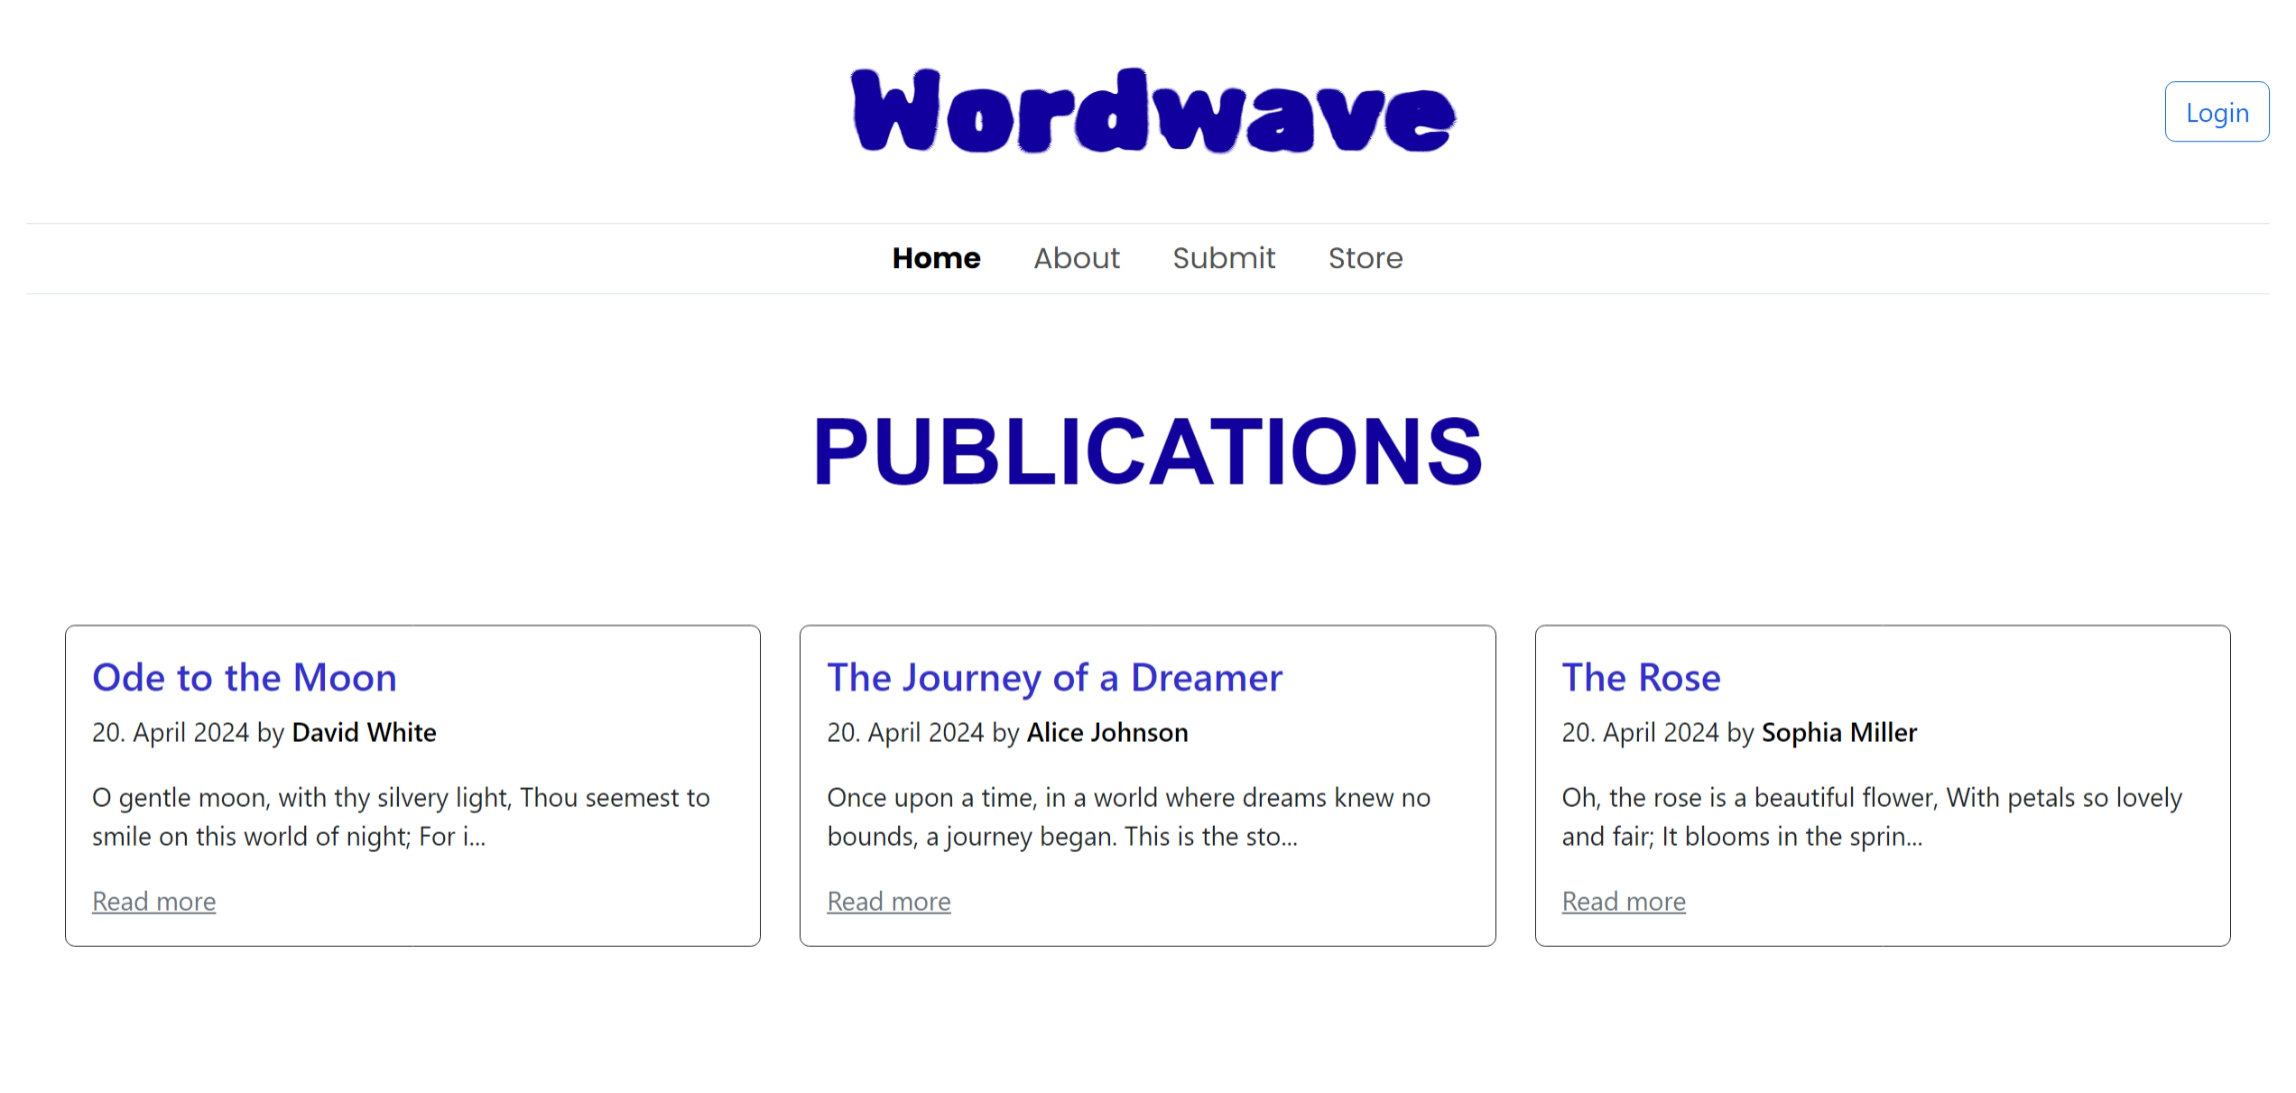 Wordwave
Login
Home About Submit Store
PUBLICATIONS
Ode to the Moon
20. April 2024 by David White
O gentle moon, with thy silvery light, Thou seemest to
smile on this world of night; For i...
Read more
The Journey of a Dreamer
20. April 2024 by Alice Johnson
Once upon a time, in a world where dreams knew no
bounds, a journey began. This is the sto...
Read more
The Rose
20. April 2024 by Sophia Miller
Oh, the rose is a beautiful flower, With petals so lovely
and fair; It blooms in the sprin...
Read more